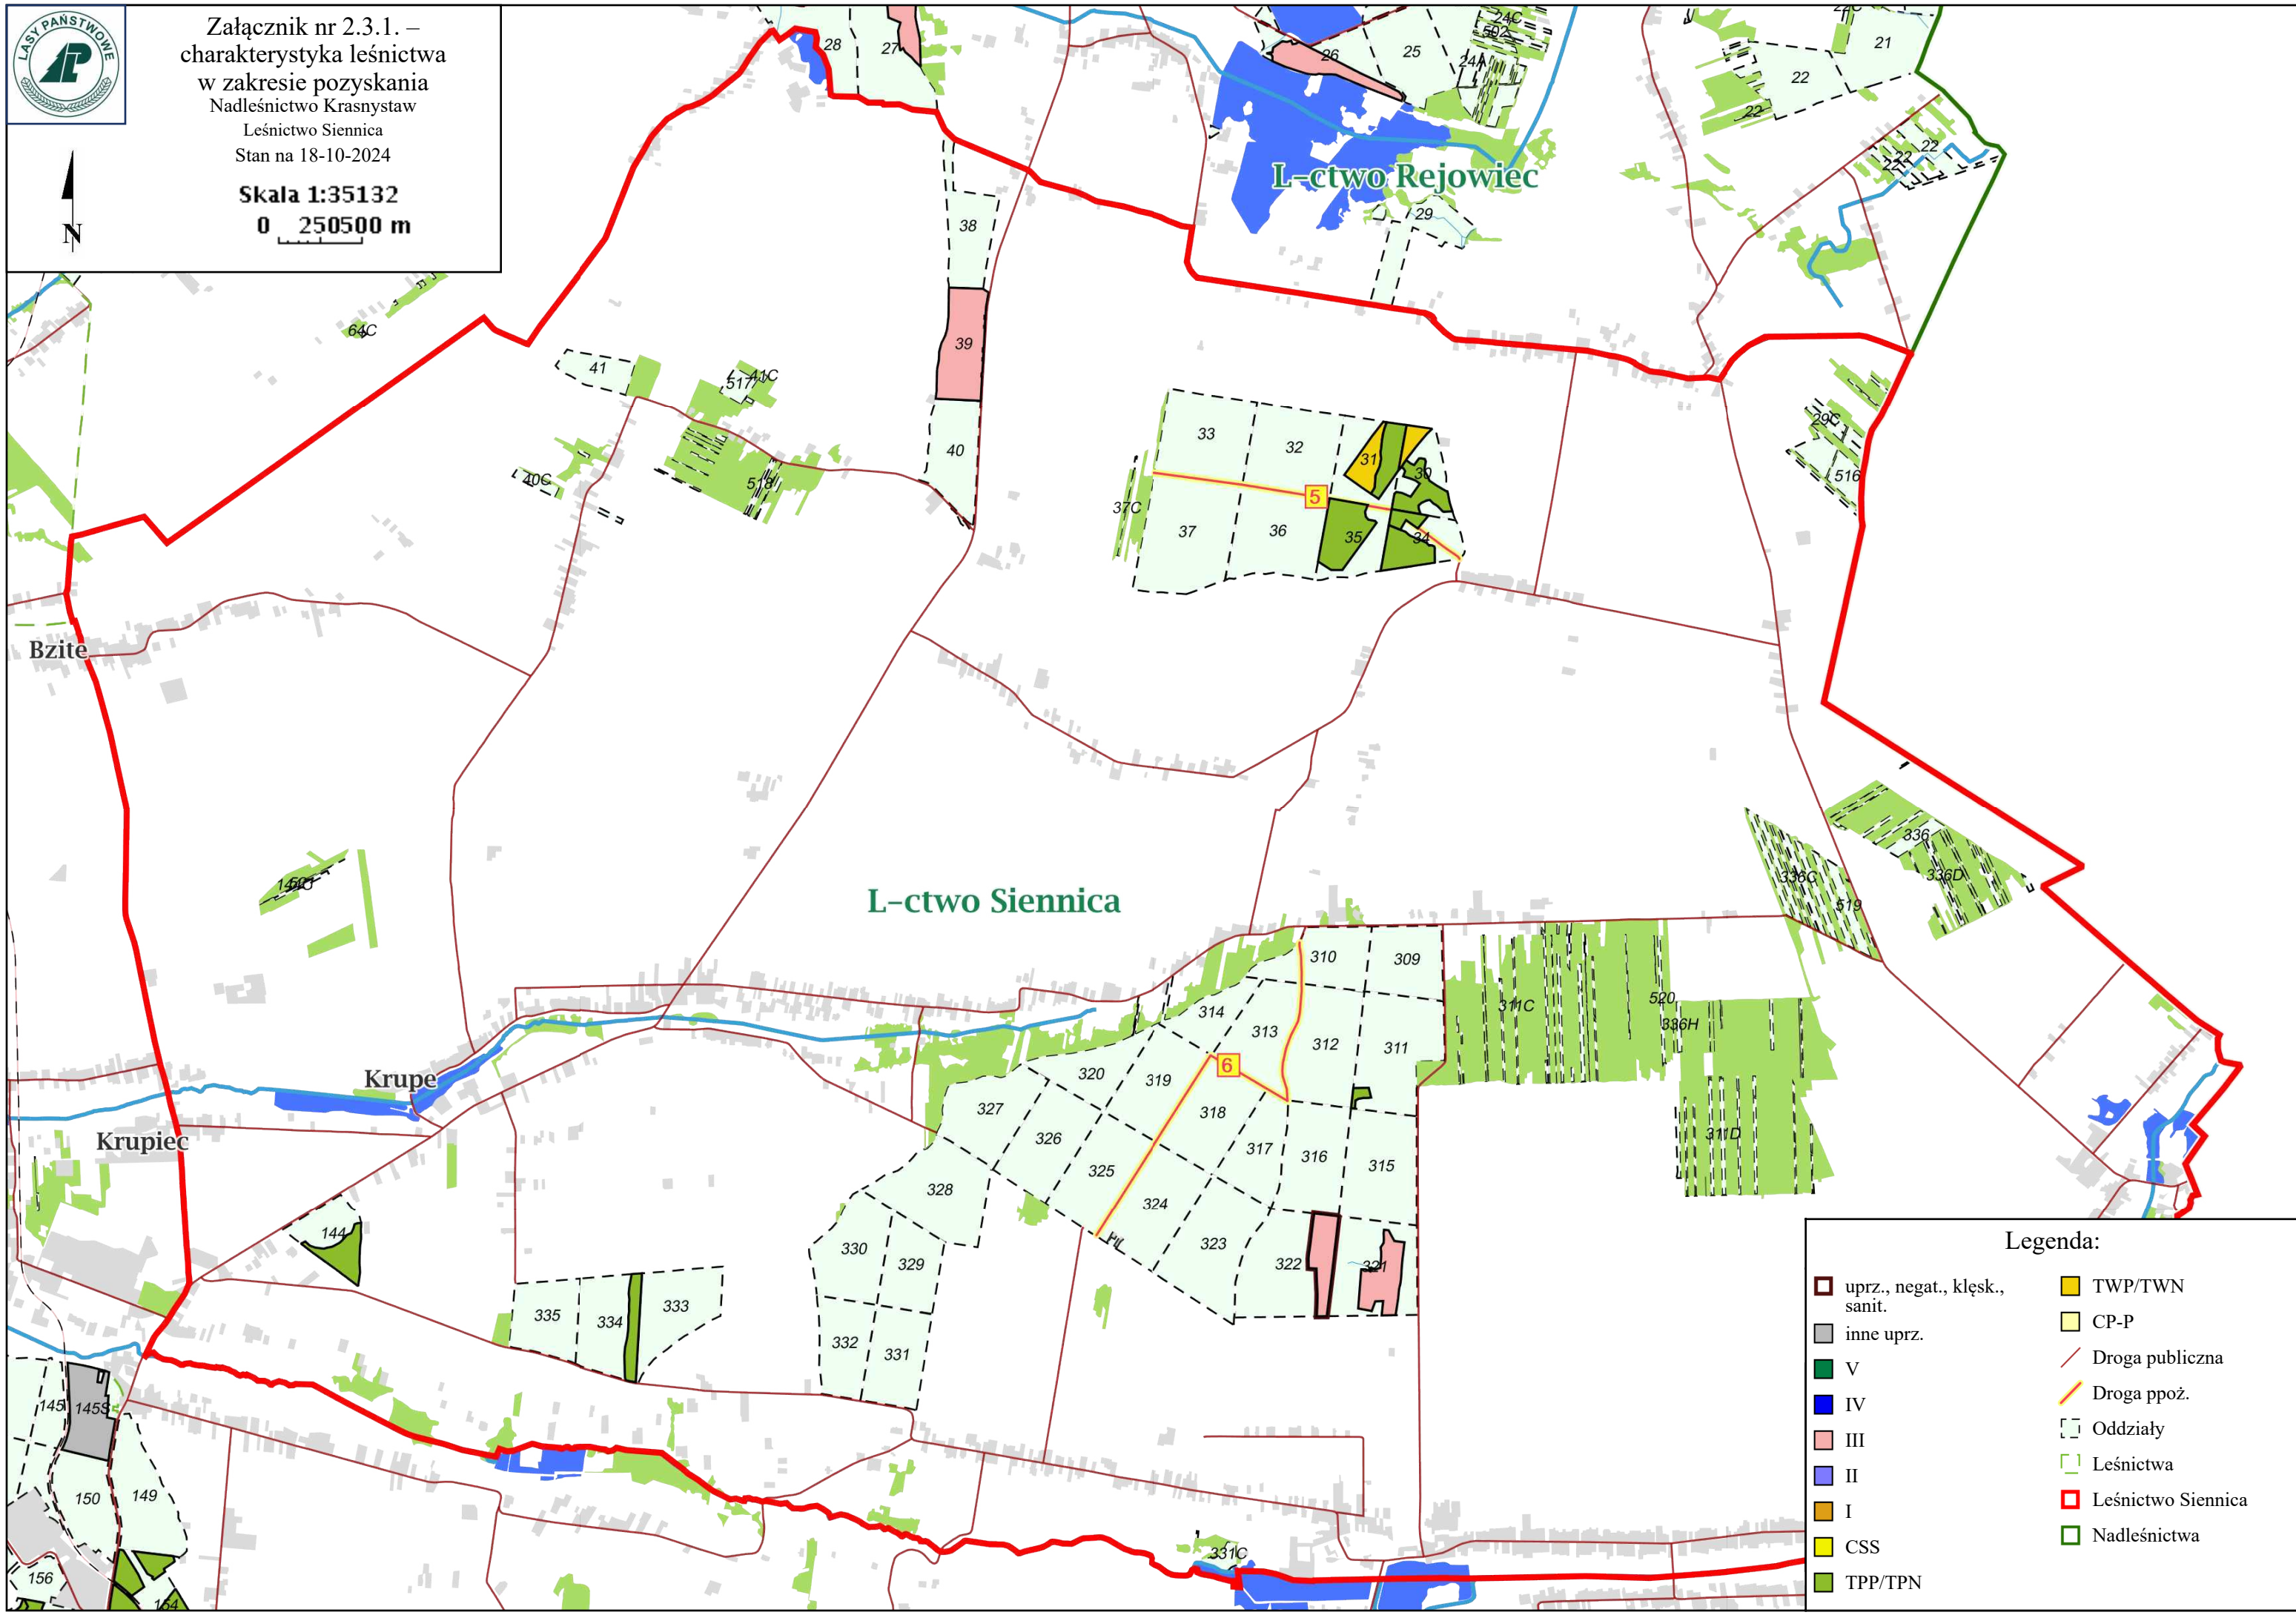 LASY PAŃSTWOWE
Załącznik nr 2.3.1. –
charakterystyka leśnictwa
w zakresie pozyskania
Nadleśnictwo Krasnystaw
Leśnictwo Siennica
Stan na 18-10-2024
Skala 1:35132
0 250500 m
N
28
27
26
25
24C
502
24A
22C
21
22
22
22
22
L-ctwo Rejowiec
29
38
64C
39
41
41C
517
40
40C
518
33
32
31
30
5
37C
37
36
35
34
29C
516
Bzite
336
336D
336C
519
L-ctwo Siennica
310
309
314
313
312
311
311C
520
336H
6
320
319
318
327
326
325
317
316
315
311D
Krupe
Krupiec
328
324
144
330
329
323
322
321
335
334
333
332
331
145
145S
150
149
156
154
331C
Legenda:
uprz., negat., klęsk.,
sanit.
inne uprz.
V
IV
III
II
I
CSS
TPP/TPN
TWP/TWN
CP-P
Droga publiczna
Droga ppoż.
Oddziały
Leśnictwa
Leśnictwo Siennica
Nadleśnictwa